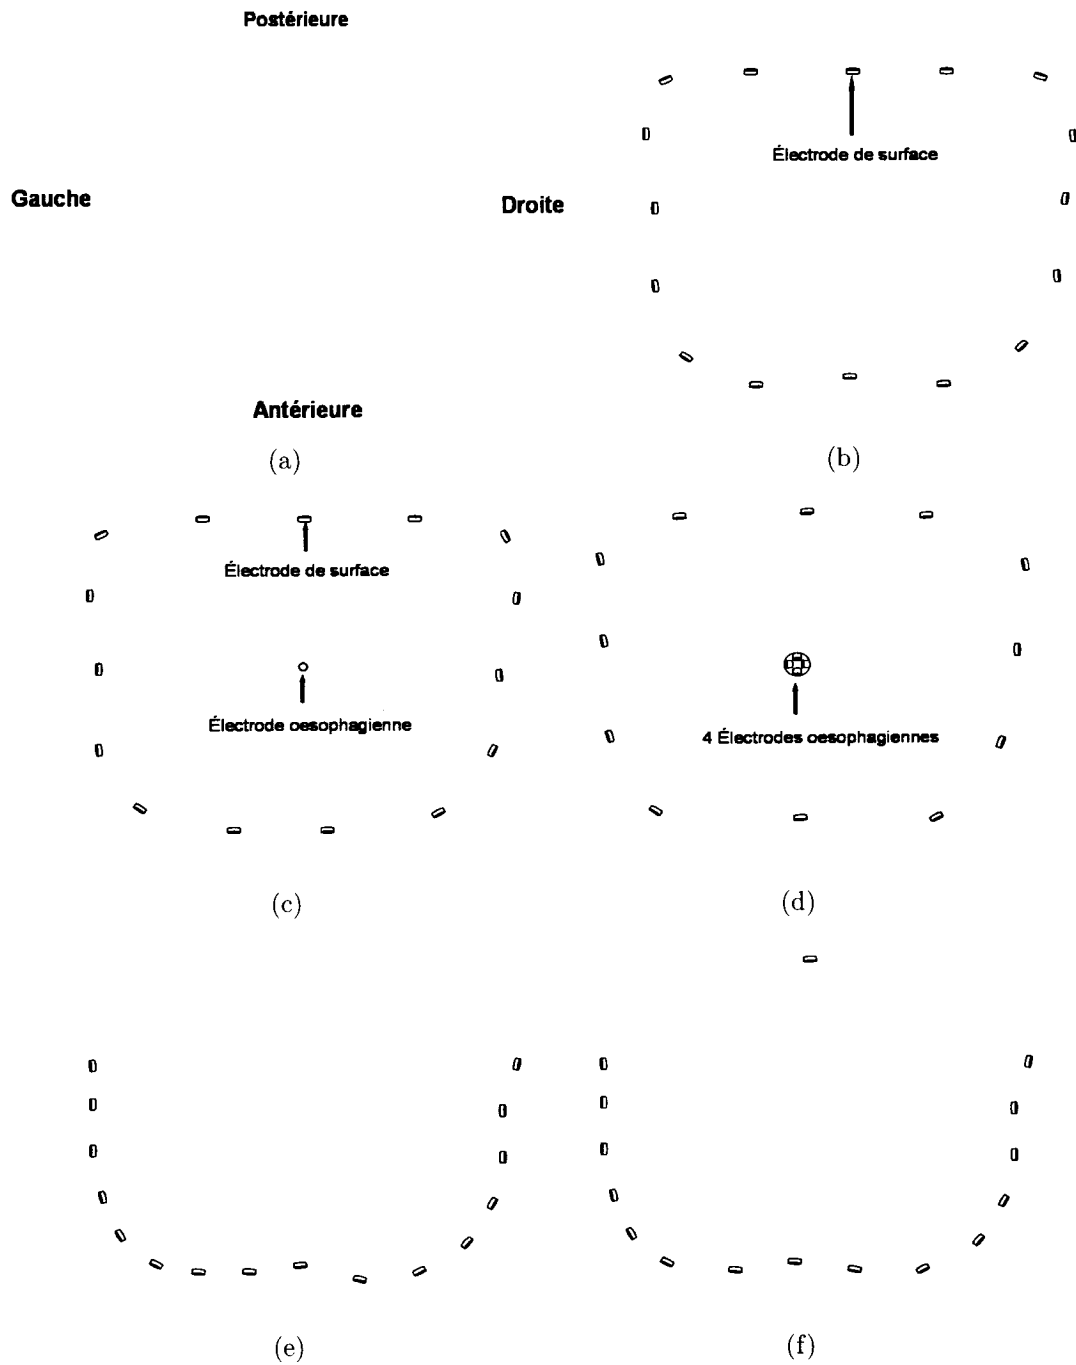 Postérieure
Électrode de surface
Gauche
Droite
Antérieure
(a)
(b)
Électrode de surface
Électrode oesophagienne
4 Électrodes oesophagiennes
(c)
(d)
(e)
(f)